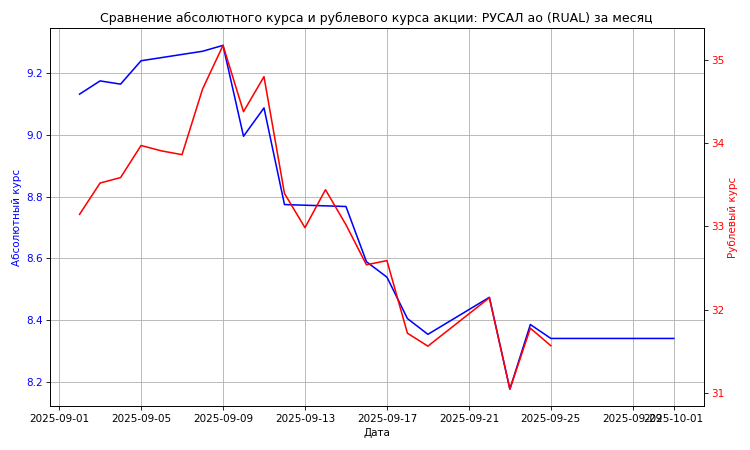 Сравнение абсолютного курса и рублевого курса акции: РУСАЛ ао (RUAL) за месяц
Абсолютный курс
9.2
9.0
8.8
8.6
8.4
8.2
35
34
33
32
31
Рублевый курс
2025-09-01 2025-09-05 2025-09-09 2025-09-13 2025-09-17 2025-09-21 2025-09-25 2025-09-29 2025-10-01
Дата